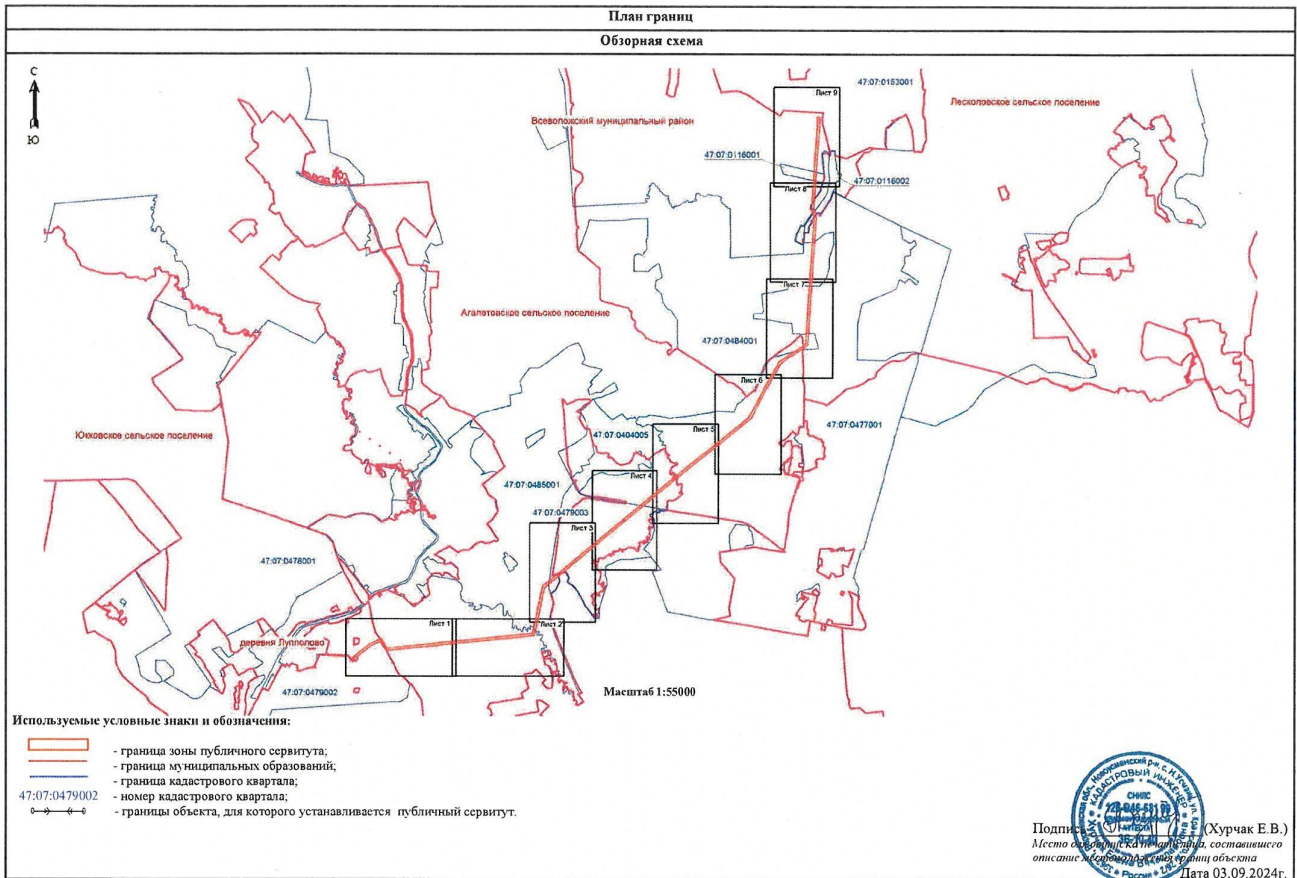 План границ
Обзорная схема
С
Ю
Лист 9
47:07:0153001
Лесколовское сельское поселение
Всеволожский муниципальный район
47:07:0116001
47:07:0116002
Лист 8
Лист 7
Агалатовское сельское поселение
47:07:0484001
Лист 6
Юкковское сельское поселение
47:07:0404005
Лист 5
47:07:0477001
Лист 4
47:07:0485001
47:07:0479003
Лист 3
47:07:0478001
Лист 1
Лист 2
деревня Лупполово
47:07:0479002
Масштаб 1:55000
Используемые условные знаки и обозначения:
- граница зоны публичного сервитута;
- граница муниципальных образований;
- граница кадастрового квартала;
47:07:0479002 - номер кадастрового квартала;
- границы объекта, для которого устанавливается публичный сервитут.
КАДАСТРОВЫЙ ИНЖЕНЕР
СНИЛС
Подпись (Хурчак Е.В.)
Место для оттиска печати лица, составившего
описание местоположения границ объекта
Дата 03.09.2024г.